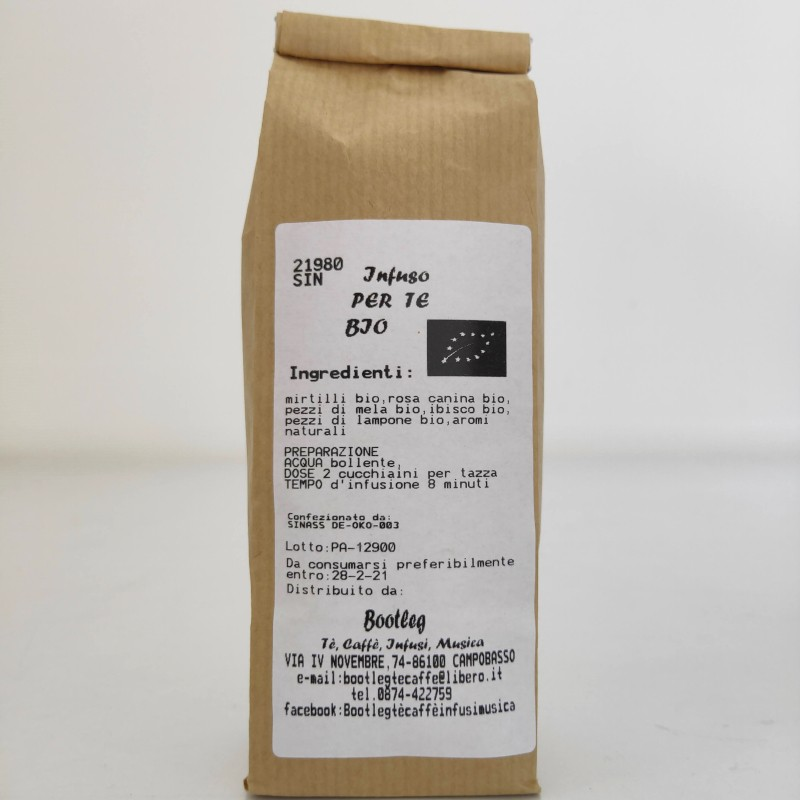 21980
SIN
Infuso
PER TE
BIO
Ingredienti:
mirtilli bio,rosa canina bio,
pezzi di mela bio,ibisco bio,
pezzi di lampone bio,aromi
naturali
PREPARAZIONE
ACQUA bollente,
DOSE 2 cucchiaini per tazza
TEMPO d'infusione 8 minuti
Confezionato da:
SINASS DE-OKO-003
Lotto:PA-12900
Da consumarsi preferibilmente
entro:28-2-21
Distribuito da:
Bootleg
Tè, Caffè, Infusi, Musica
VIA IV NOVEMBRE,74-86100 CAMPOBASSO
e-mail:bootlegtecaffe@libero.it
tel.0874-422759
facebook:Bootlegtècaffèinfusimusica